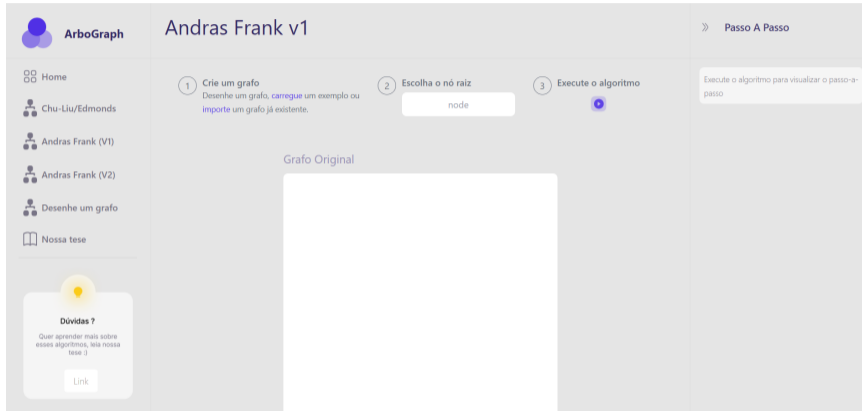 ArboGraph
Home
Chu-Liu/Edmonds
Andras Frank (V1)
Andras Frank (V2)
Desenhe um grafo
Nossa tese
Dúvidas ?
Quer aprender mais sobre
esses algoritmos, leia nossa
tese :)
Link
Andras Frank v1
1
Crie um grafo
Desenhe um grafo, carregue um exemplo ou
importe um grafo já existente.
2
Escolha o nó raiz
node
3
Execute o algoritmo
Grafo Original
Passo A Passo
Execute o algoritmo para visualizar o passo-a-
passo